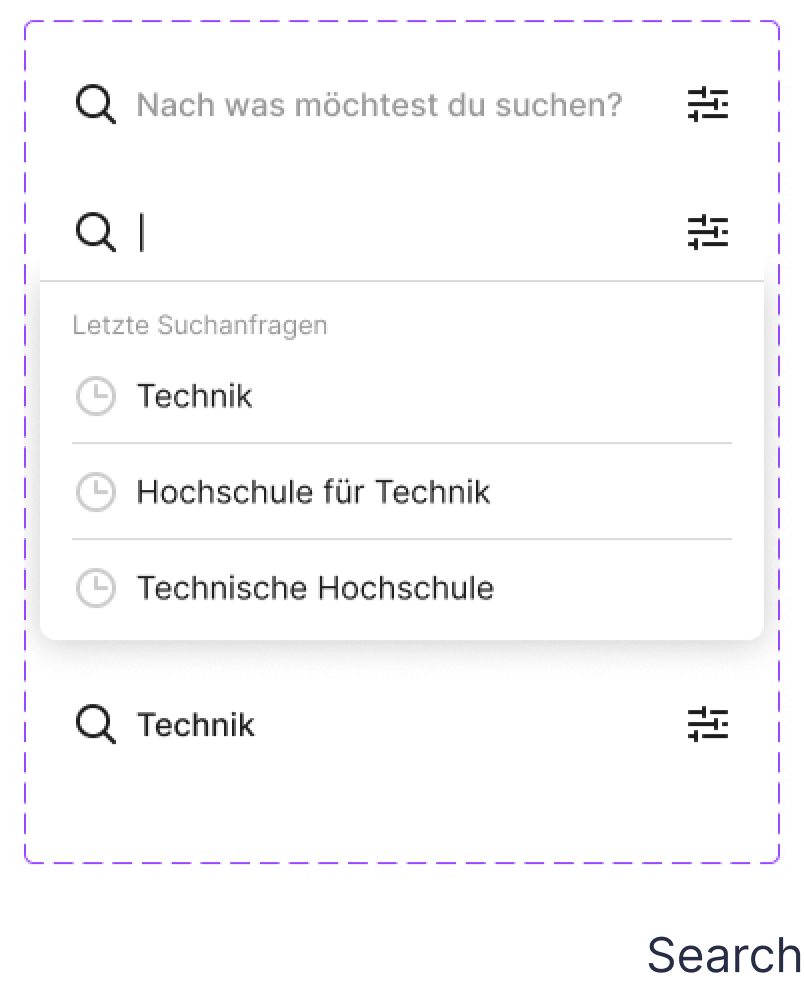 Nach was möchtest du suchen?
Letzte Suchanfragen
Technik
Hochschule für Technik
Technische Hochschule
Technik
Search